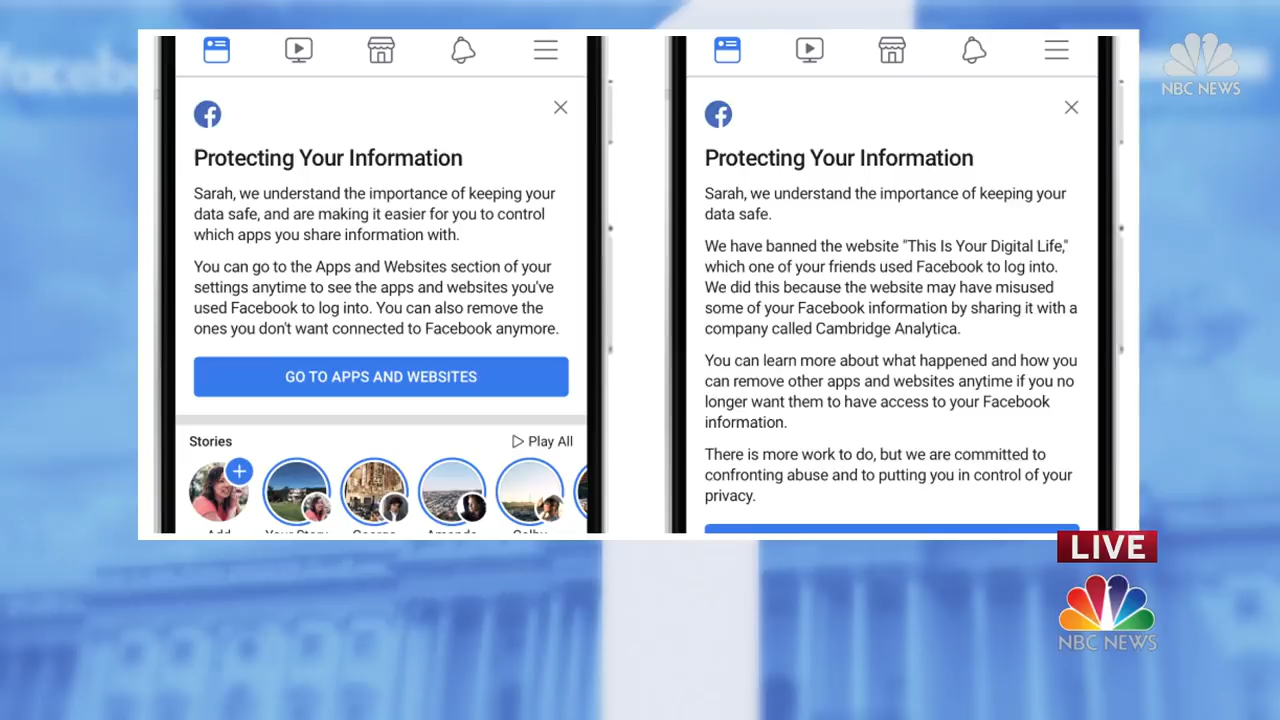 facebo
NBC NEWS
Protecting Your Information
Sarah, we understand the importance of keeping your
data safe, and are making it easier for you to control
which apps you share information with.
You can go to the Apps and Websites section of your
settings anytime to see the apps and websites you've
used Facebook to log into. You can also remove the
ones you don't want connected to Facebook anymore.
GO TO APPS AND WEBSITES
Stories
Play All
Add
Your Story
George
Amanda
Colby
Protecting Your Information
Sarah, we understand the importance of keeping your
data safe.
We have banned the website "This Is Your Digital Life,"
which one of your friends used Facebook to log into.
We did this because the website may have misused
some of your Facebook information by sharing it with a
company called Cambridge Analytica.
You can learn more about what happened and how you
can remove other apps and websites anytime if you no
longer want them to have access to your Facebook
information.
There is more work to do, but we are committed to
confronting abuse and to putting you in control of your
privacy.
LIVE
NBC NEWS